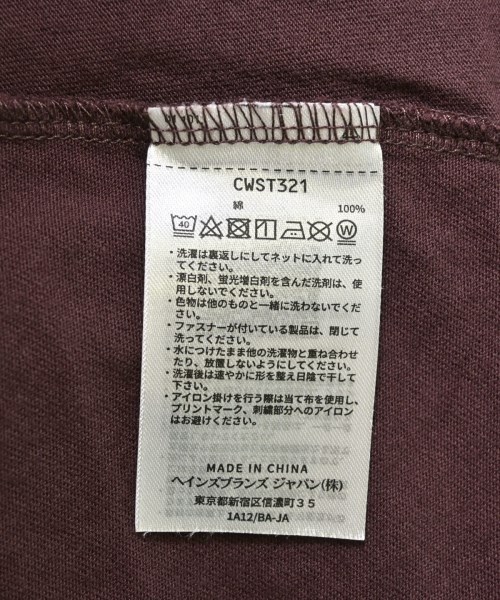 CWST321
綿 100%
40
・洗濯は裏返しにしてネットに入れて洗っ
てください。
・漂白剤、蛍光増白剤を含んだ洗剤は、使
用しないでください。
・色物は他のものと一緒に洗わないでくだ
さい。
・ファスナーが付いている製品は、閉じて
洗ってください。
・水につけたまま他の洗濯物と重ね合わせ
たり、放置しないようにしてください。
・洗濯後は速やかに形を整え日陰で干して
下さい。
・アイロン掛けを行う際は当て布を使用し、
プリントマーク、刺繍部分へのアイロン
はお避けください。
MADE IN CHINA
ヘインズブランズ ジャパン(株)
東京都新宿区信濃町35
1A12/BA-JA